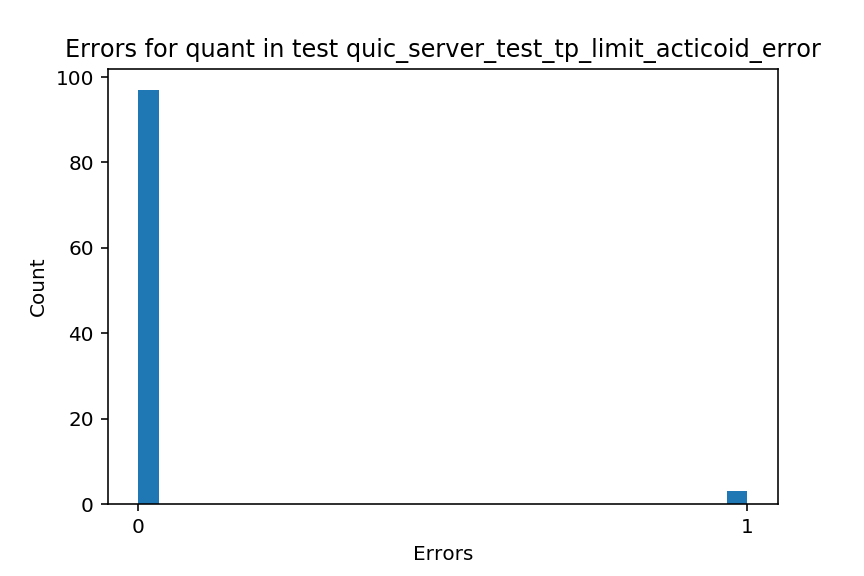 Errors for quant in test quic_server_test_tp_limit_acticoid_error
100
80
60
40
20
0
Count
0 1
Errors